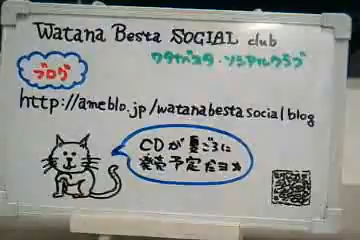 Watana Besta SOCIAL club
ワタナベスタ・ソシアルクラブ
ブログ
http://ameblo.jp/watanabestasocialblog
CDが夏ごろに
発売予定だヨメ